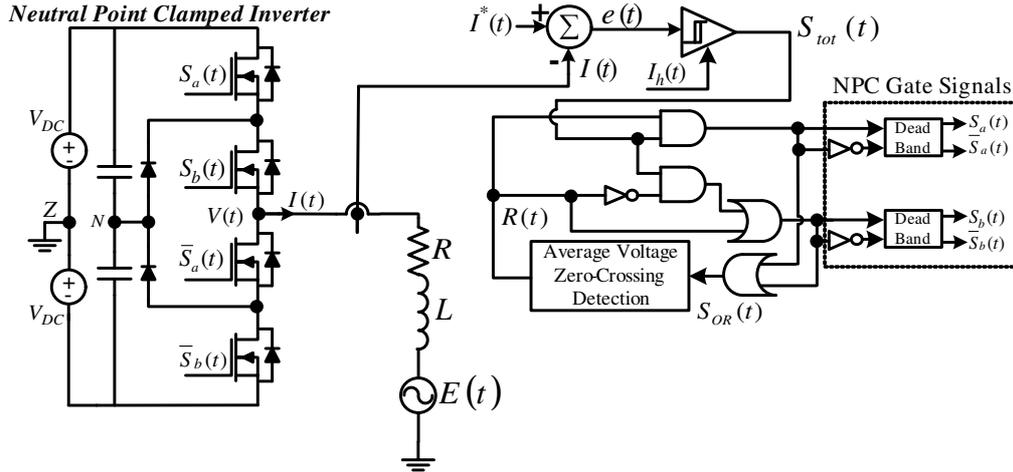 Neutral Point Clamped Inverter
V_DC
Z
V_DC
N
S_a(t)
S_b(t)
V(t)
I(t)
S̅_a(t)
S̅_b(t)
R
L
E(t)
I*(t)
+
Σ
-
e(t)
I(t)
I_h(t)
S_tot (t)
R(t)
Average Voltage
Zero-Crossing
Detection
S_OR(t)
NPC Gate Signals
Dead
Band
S_a(t)
S̅_a(t)
Dead
Band
S_b(t)
S̅_b(t)